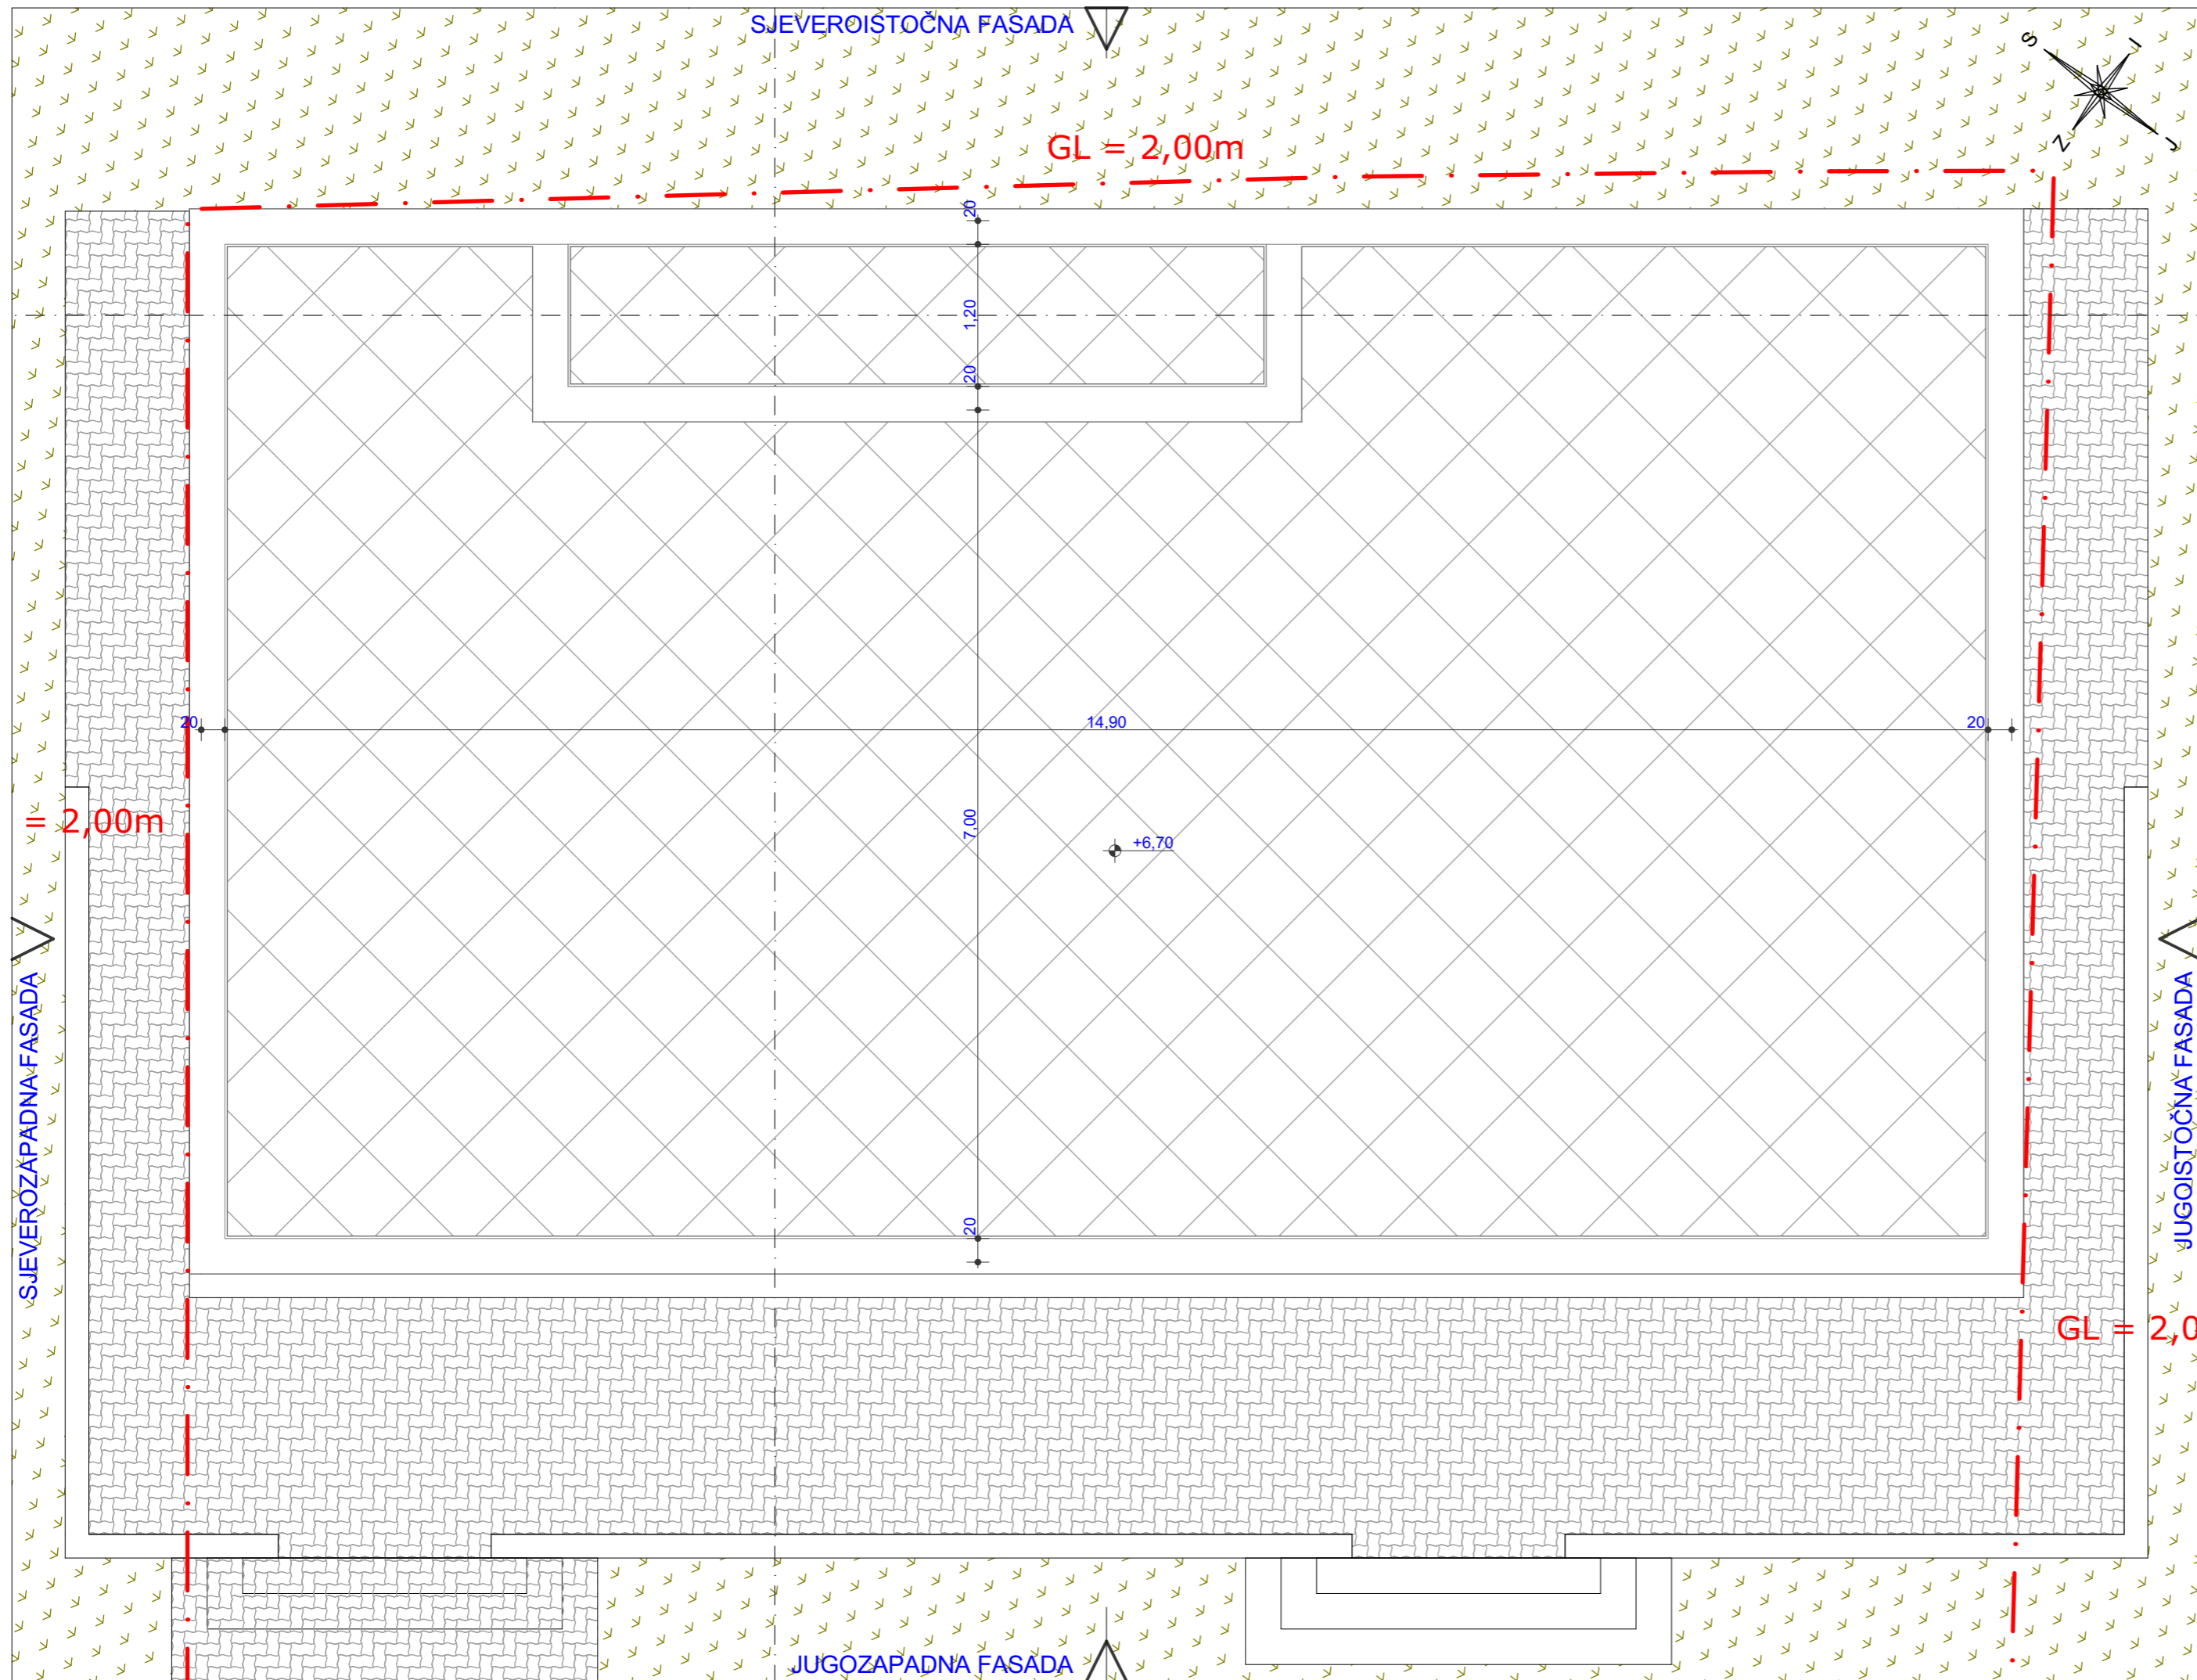 SJEVEROISTOČNA FASADA
S
I
Z
J
GL = 2,00m
20
1,20
20
20
14,90
20
= 2,00m
7,00
+6,70
SJEVEROZAPADNA FASADA
JUGOISTOČNA FASADA
20
GL = 2,0
JUGOZAPADNA FASADA